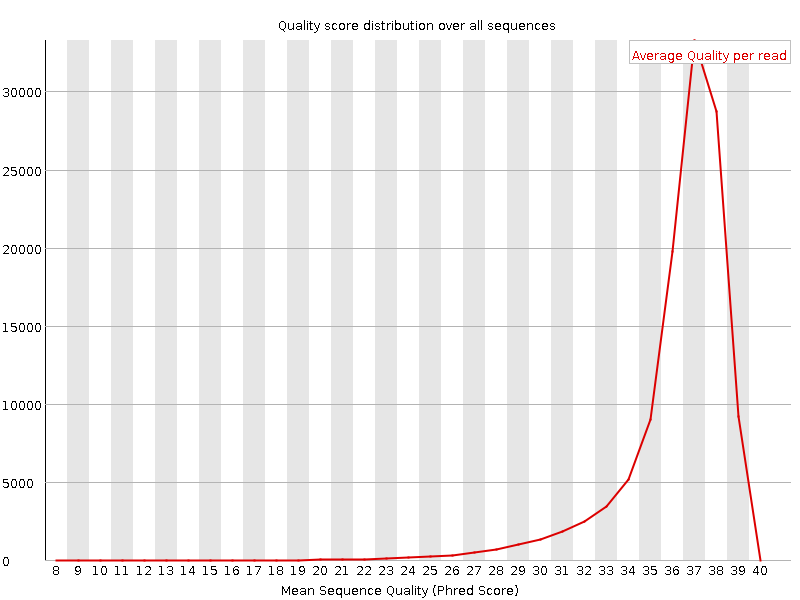 Quality score distribution over all sequences
Average Quality per read
30000
25000
20000
15000
10000
5000
0
8 9 10 11 12 13 14 15 16 17 18 19 20 21 22 23 24 25 26 27 28 29 30 31 32 33 34 35 36 37 38 39 40
Mean Sequence Quality (Phred Score)